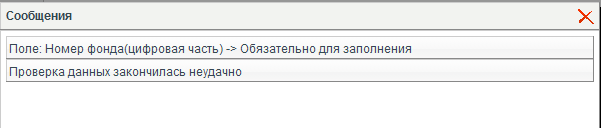 Сообщения
Поле: Номер фонда(цифровая часть) -> Обязательно для заполнения
Проверка данных закончилась неудачно